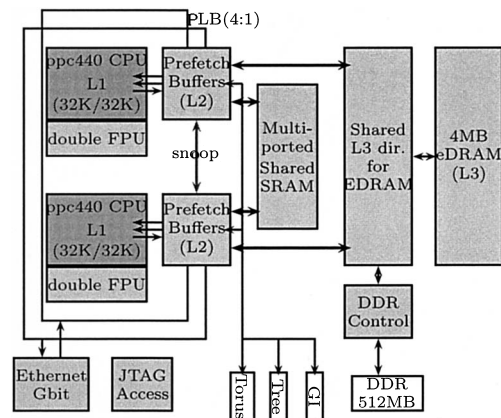 PLB(4:1)
ppc440 CPU
L1
(32K/32K)
double FPU
Prefetch
Buffers
(L2)
snoop
Multi-
ported
Shared
SRAM
Shared
L3 dir.
for
EDRAM
4MB
eDRAM
(L3)
ppc440 CPU
L1
(32K/32K)
double FPU
Prefetch
Buffers
(L2)
DDR
Control
Ethernet
Gbit
JTAG
Access
Torus
Tree
GI
DDR
512MB